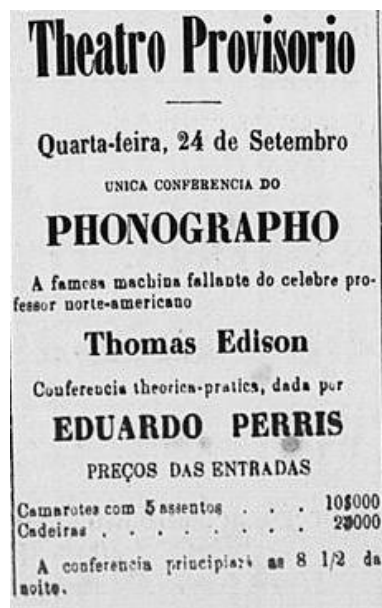 Theatro Provisorio
Quarta-feira, 24 de Setembro
UNICA CONFERENCIA DO
PHONOGRAPHO
A famosa machina fallante do celebre pro-
fessor norte-americano
Thomas Edison
Conferencia theorica-pratica, dada por
EDUARDO PERRIS
PREÇOS DAS ENTRADAS
Camarotes com 5 assentos . . . 10$000
Cadeiras . . . . . . . . 2$000
A conferencia principiará as 8 1/2 da
noite.